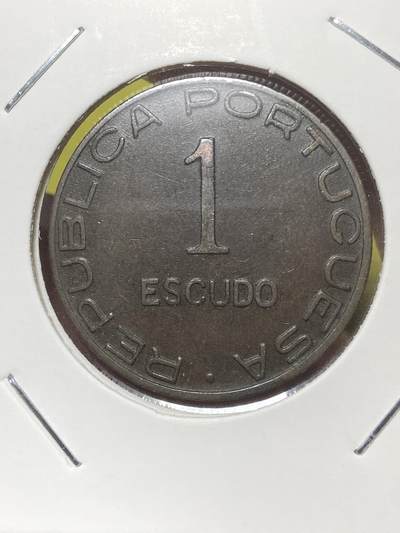 REPUBLICA PORTUGUESA ·
1
ESCUDO